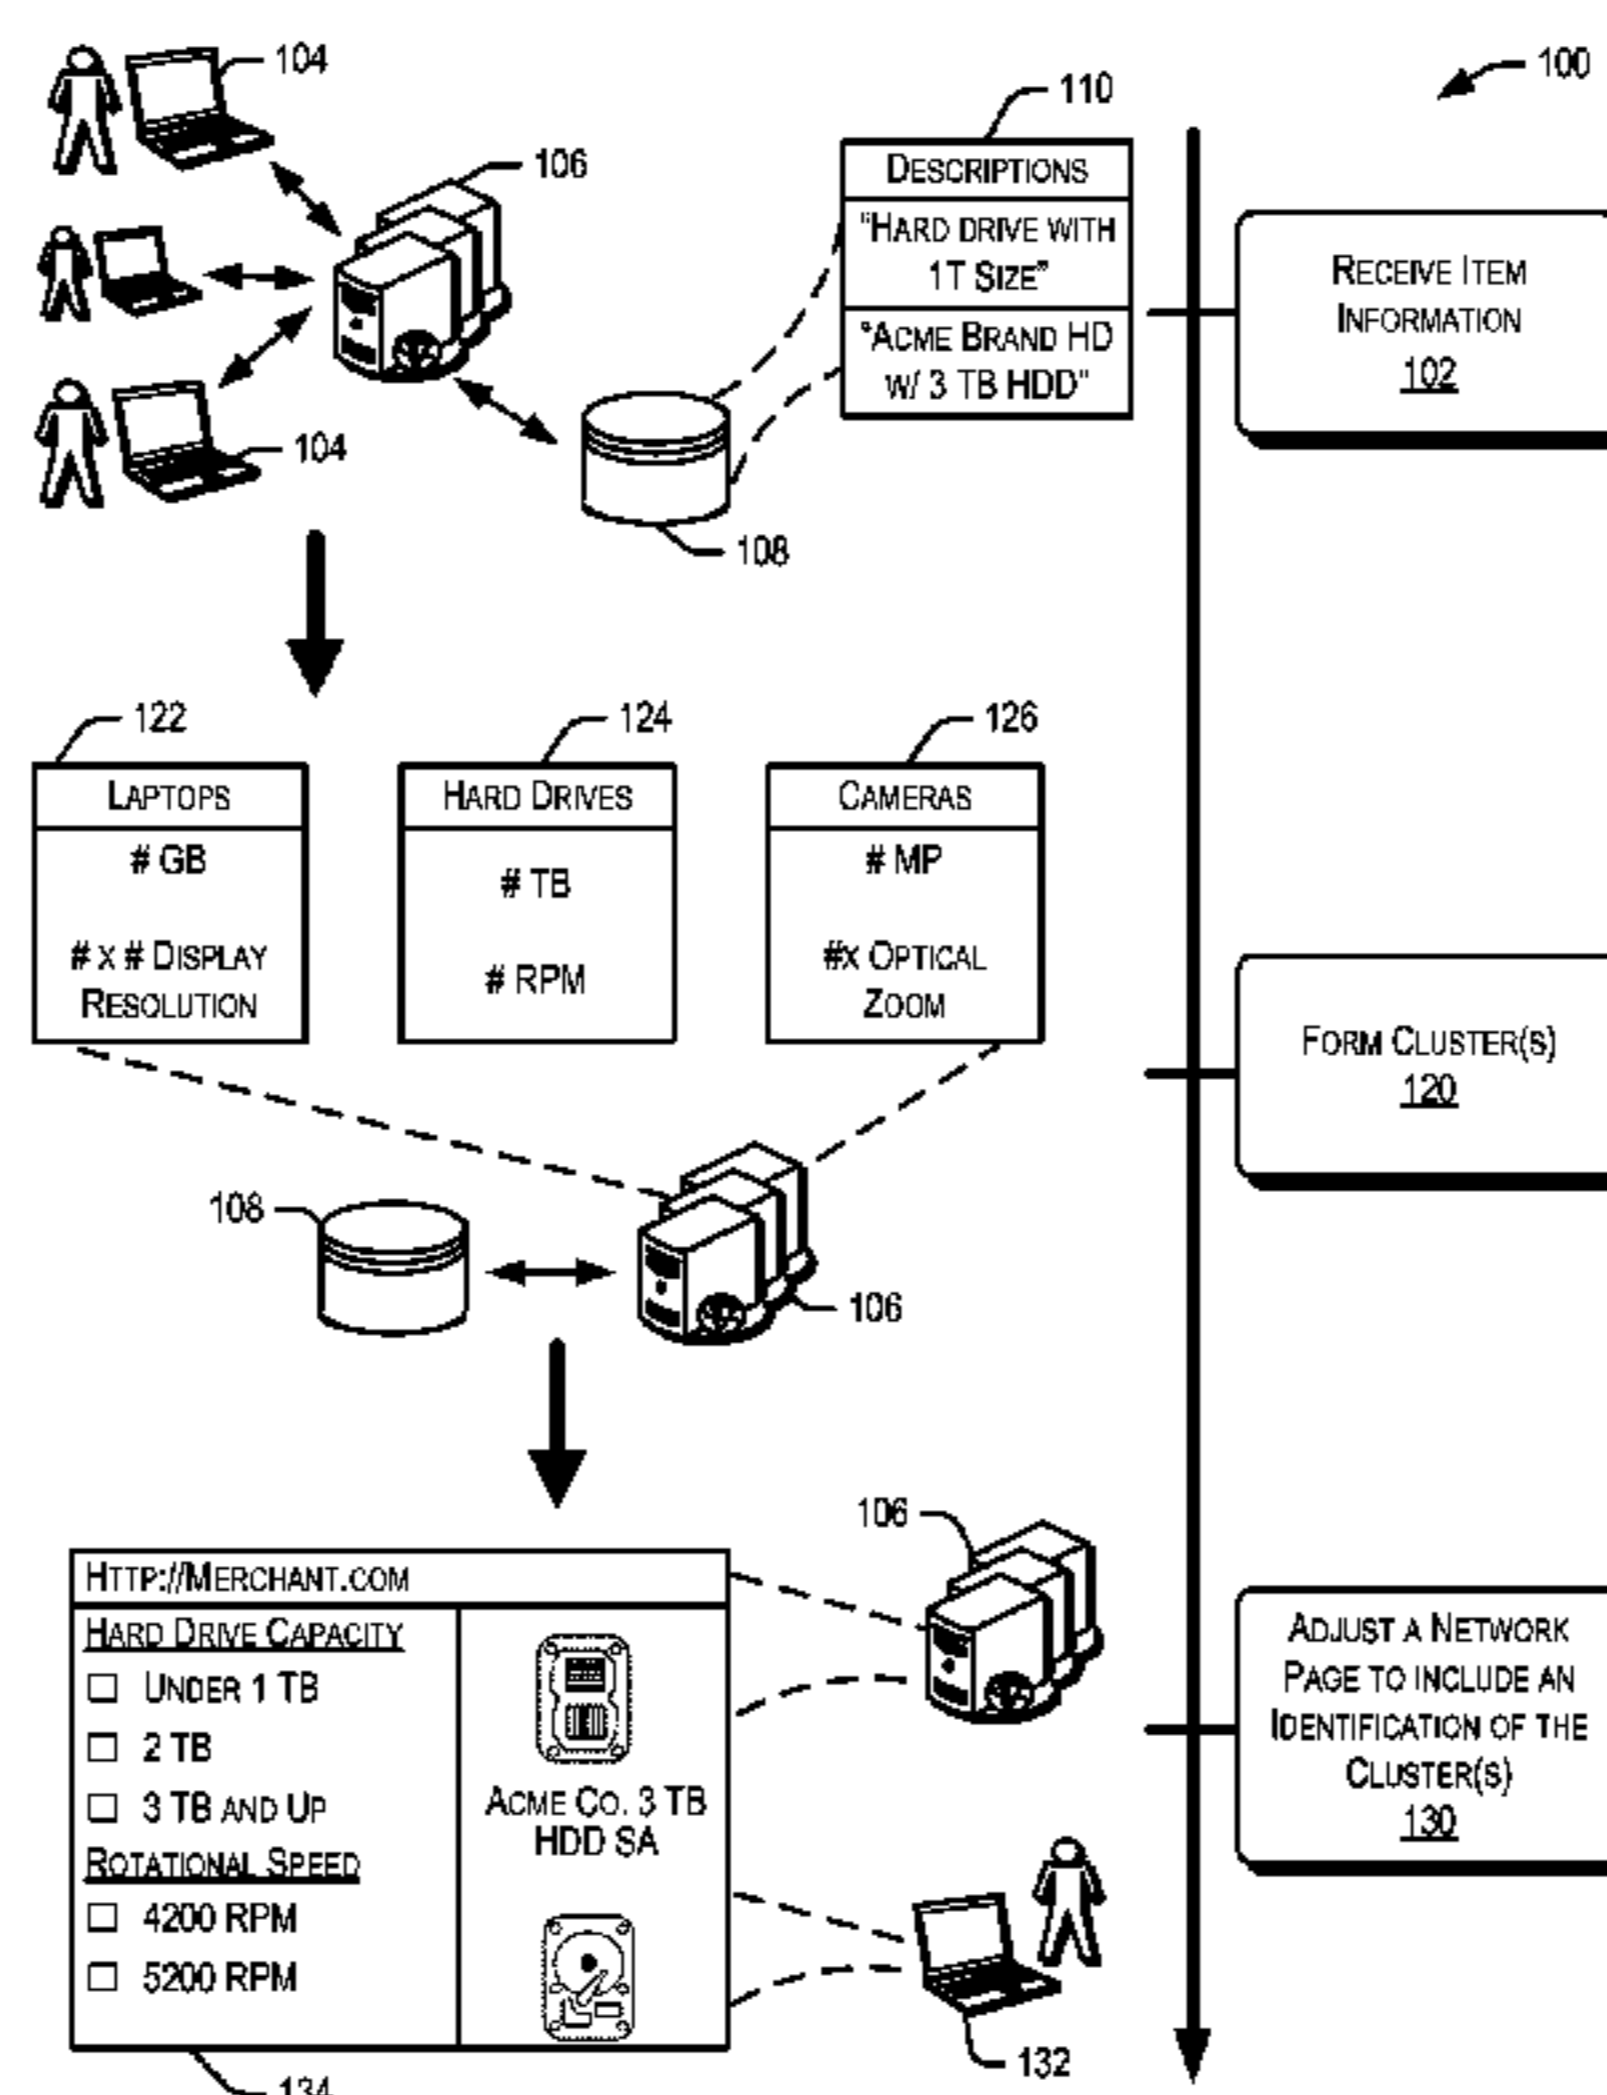 104
106
104
108
110
DESCRIPTIONS
"HARD DRIVE WITH
1T SIZE"
"ACME BRAND HD
W/ 3 TB HDD"
100
RECEIVE ITEM
INFORMATION
102
122
LAPTOPS
# GB
# X # DISPLAY
RESOLUTION
124
HARD DRIVES
# TB
# RPM
126
CAMERAS
# MP
#X OPTICAL
ZOOM
FORM CLUSTER(S)
120
108
106
HTTP://MERCHANT.COM
HARD DRIVE CAPACITY
UNDER 1 TB
2 TB
3 TB AND UP
ROTATIONAL SPEED
4200 RPM
5200 RPM
ACME CO. 3 TB
HDD SA
106
132
134
ADJUST A NETWORK
PAGE TO INCLUDE AN
IDENTIFICATION OF THE
CLUSTER(S)
130